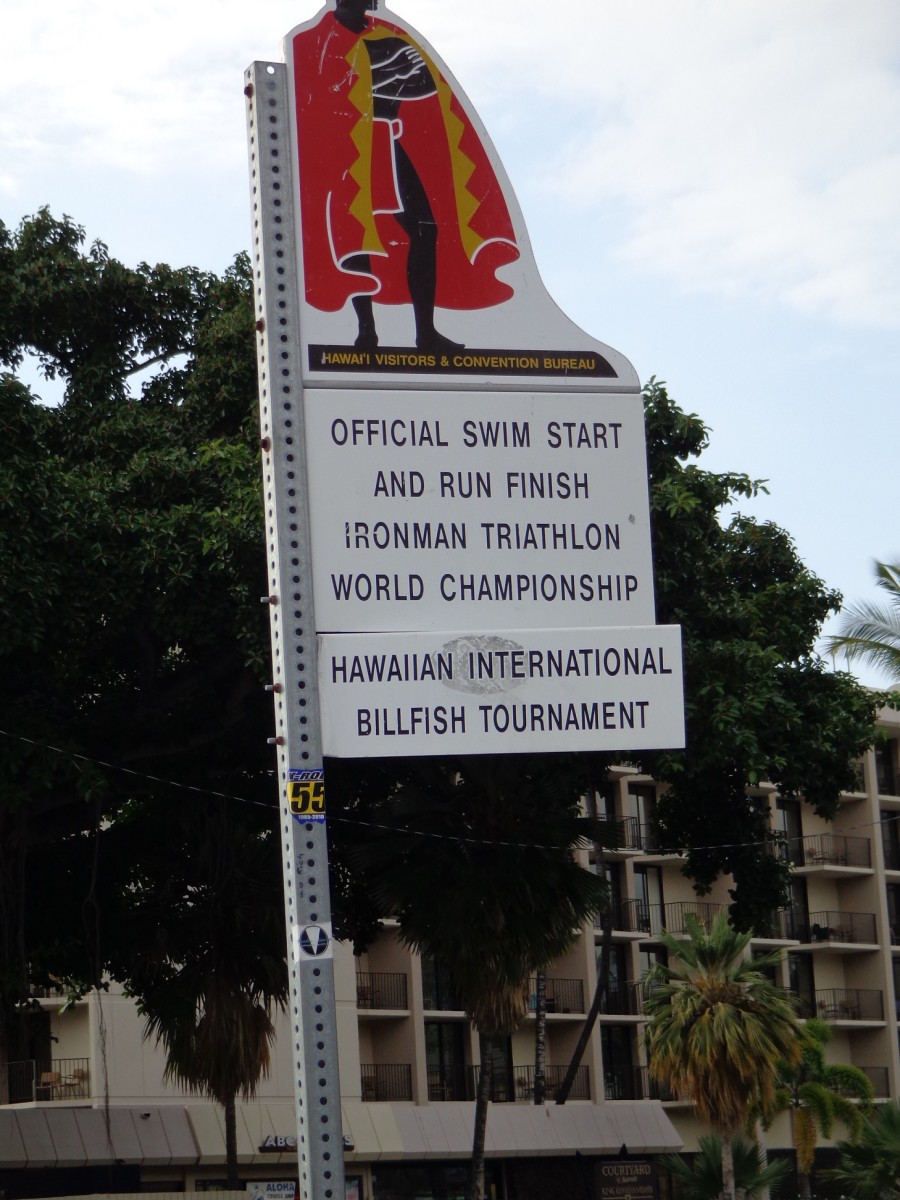 HAWAI'I VISITORS & CONVENTION BUREAU
OFFICIAL SWIM START
AND RUN FINISH
IRONMAN TRIATHLON
WORLD CHAMPIONSHIP
HAWAIIAN INTERNATIONAL
BILLFISH TOURNAMENT
55
ABC
ALOHA
COURTYARD